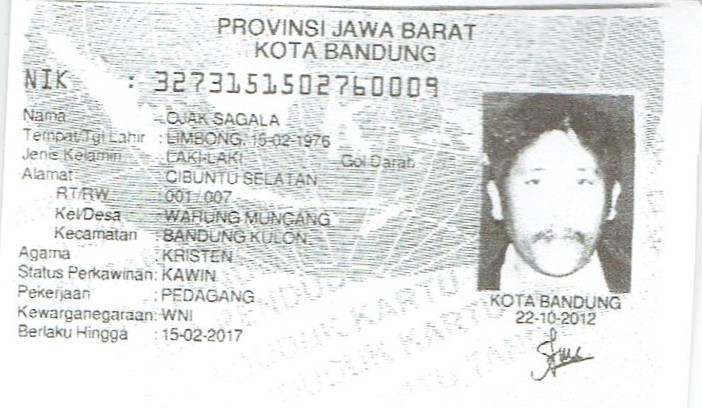 PROVINSI JAWA BARAT
KOTA BANDUNG
NIK : 3273151502760009
Nama : OJAK SAGALA
Tempat/Tgl Lahir : LIMBONG, 15-02-1976
Jenis Kelamin : LAKI-LAKI Gol Darah
Alamat : CIBUNTU SELATAN
RT/RW : 001 / 007
Kel/Desa : WARUNG MUNCANG
Kecamatan : BANDUNG KULON
Agama : KRISTEN
Status Perkawinan: KAWIN
Pekerjaan : PEDAGANG
Kewarganegaraan: WNI
Berlaku Hingga : 15-02-2017
KOTA BANDUNG
22-10-2012